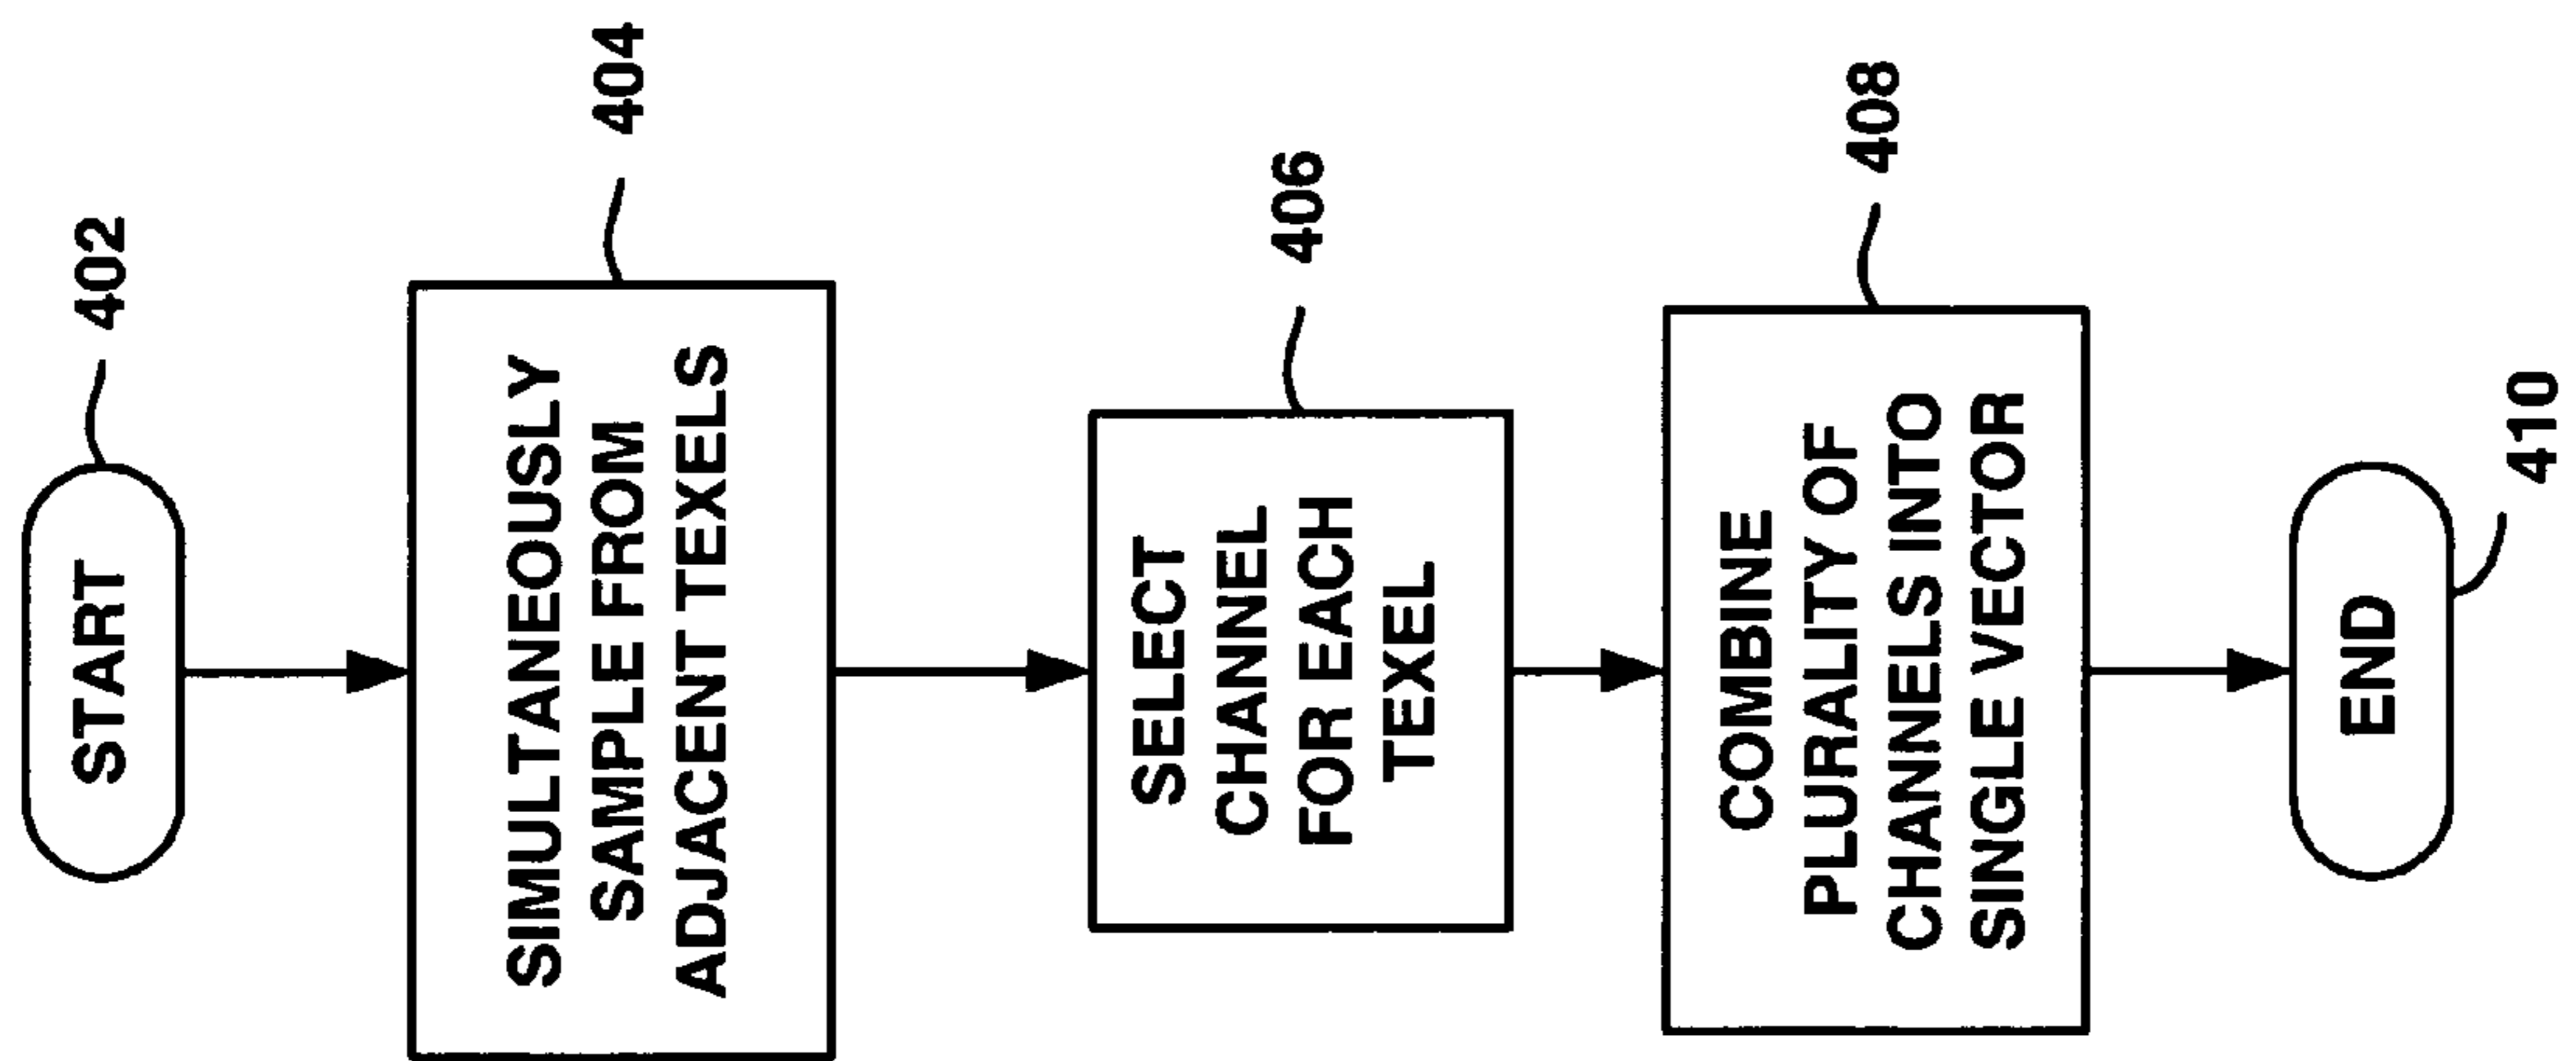 START
402
SIMULTANEOUSLY
SAMPLE FROM
ADJACENT TEXELS
404
SELECT
CHANNEL
FOR EACH
TEXEL
406
COMBINE
PLURALITY OF
CHANNELS INTO
SINGLE VECTOR
408
END
410